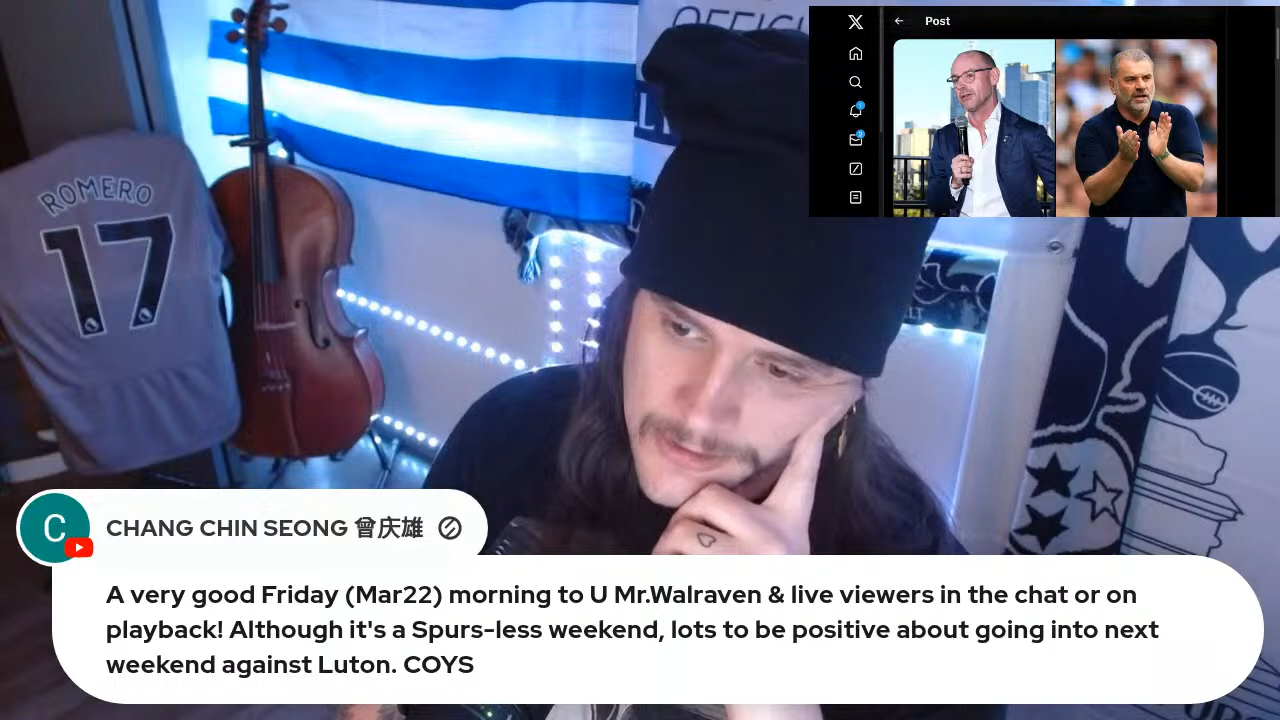 OFFICI
Post
ROMERO
17
C
CHANG CHIN SEONG 曾庆雄
A very good Friday (Mar22) morning to U Mr.Walraven & live viewers in the chat or on
playback! Although it's a Spurs-less weekend, lots to be positive about going into next
weekend against Luton. COYS